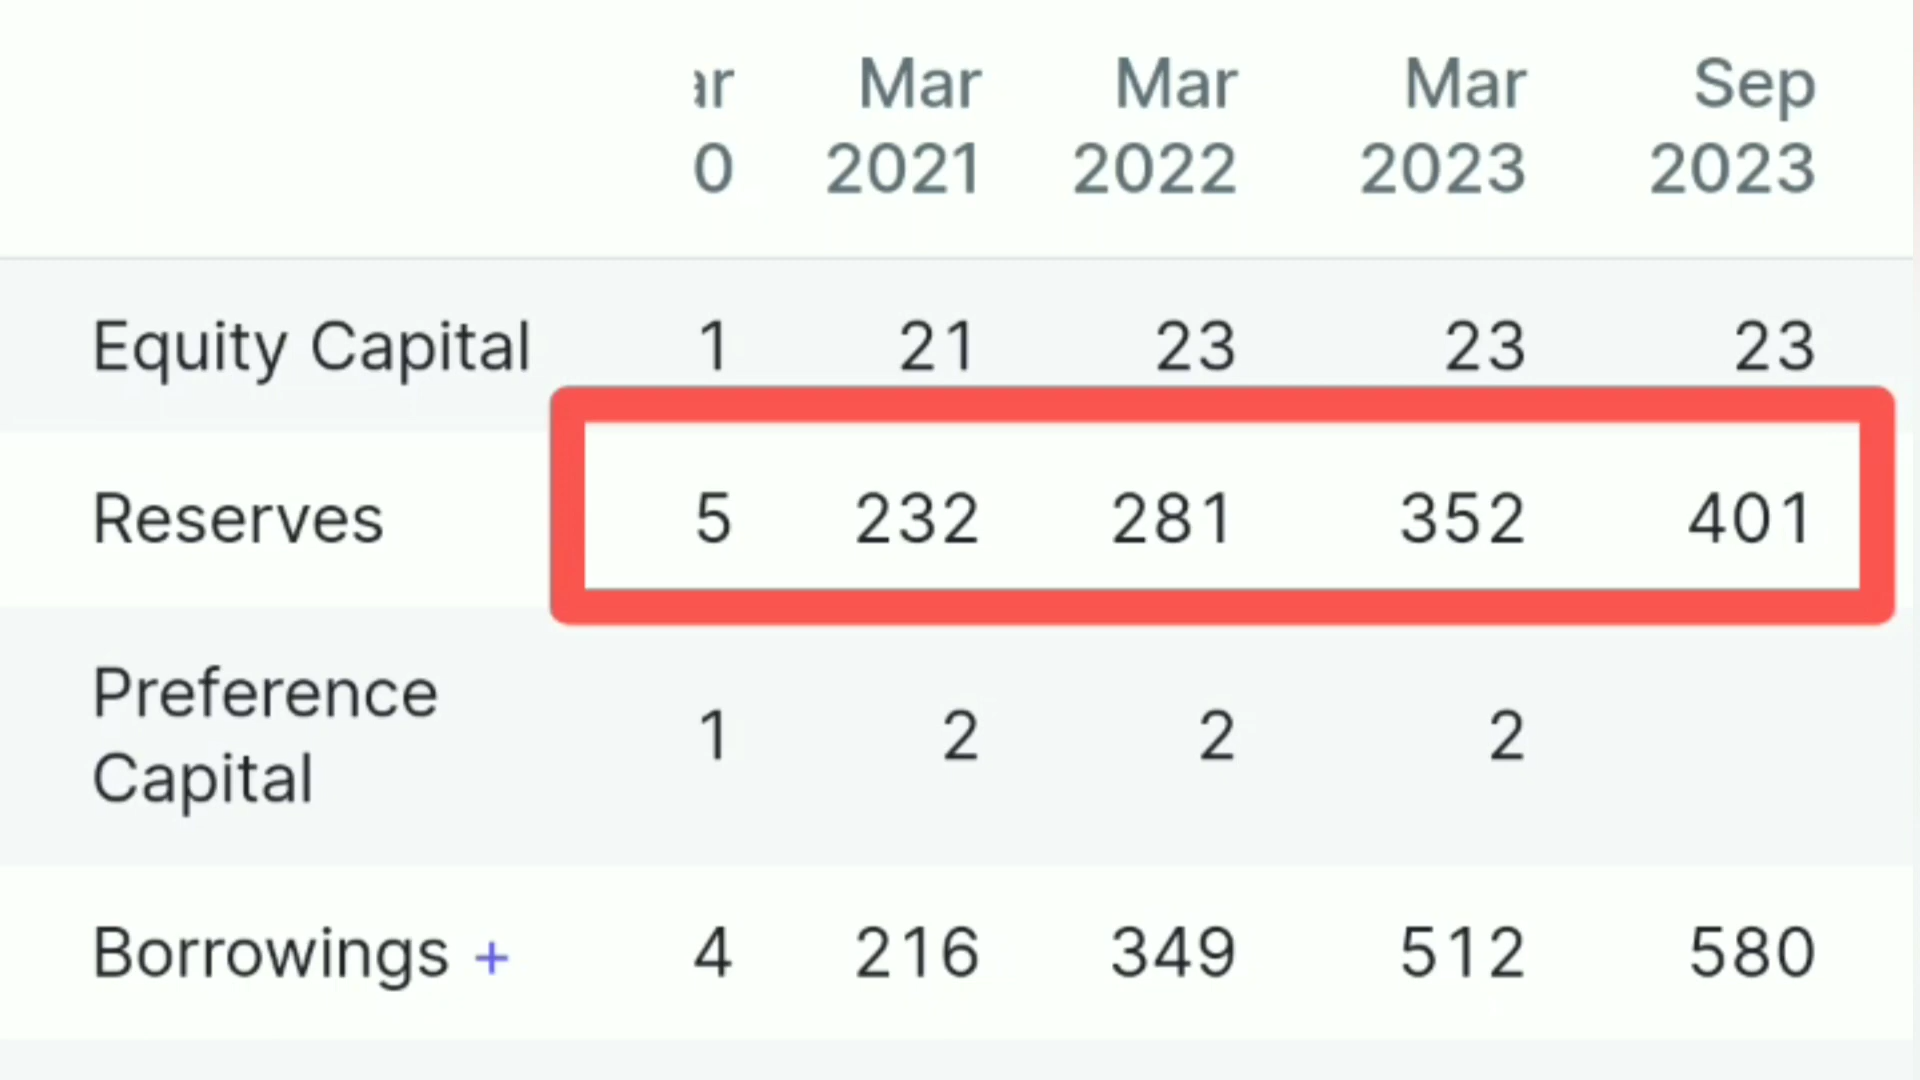 ar Mar Mar Mar Sep
0 2021 2022 2023 2023
Equity Capital 1 21 23 23 23
Reserves 5 232 281 352 401
Preference
Capital 1 2 2 2
Borrowings + 4 216 349 512 580